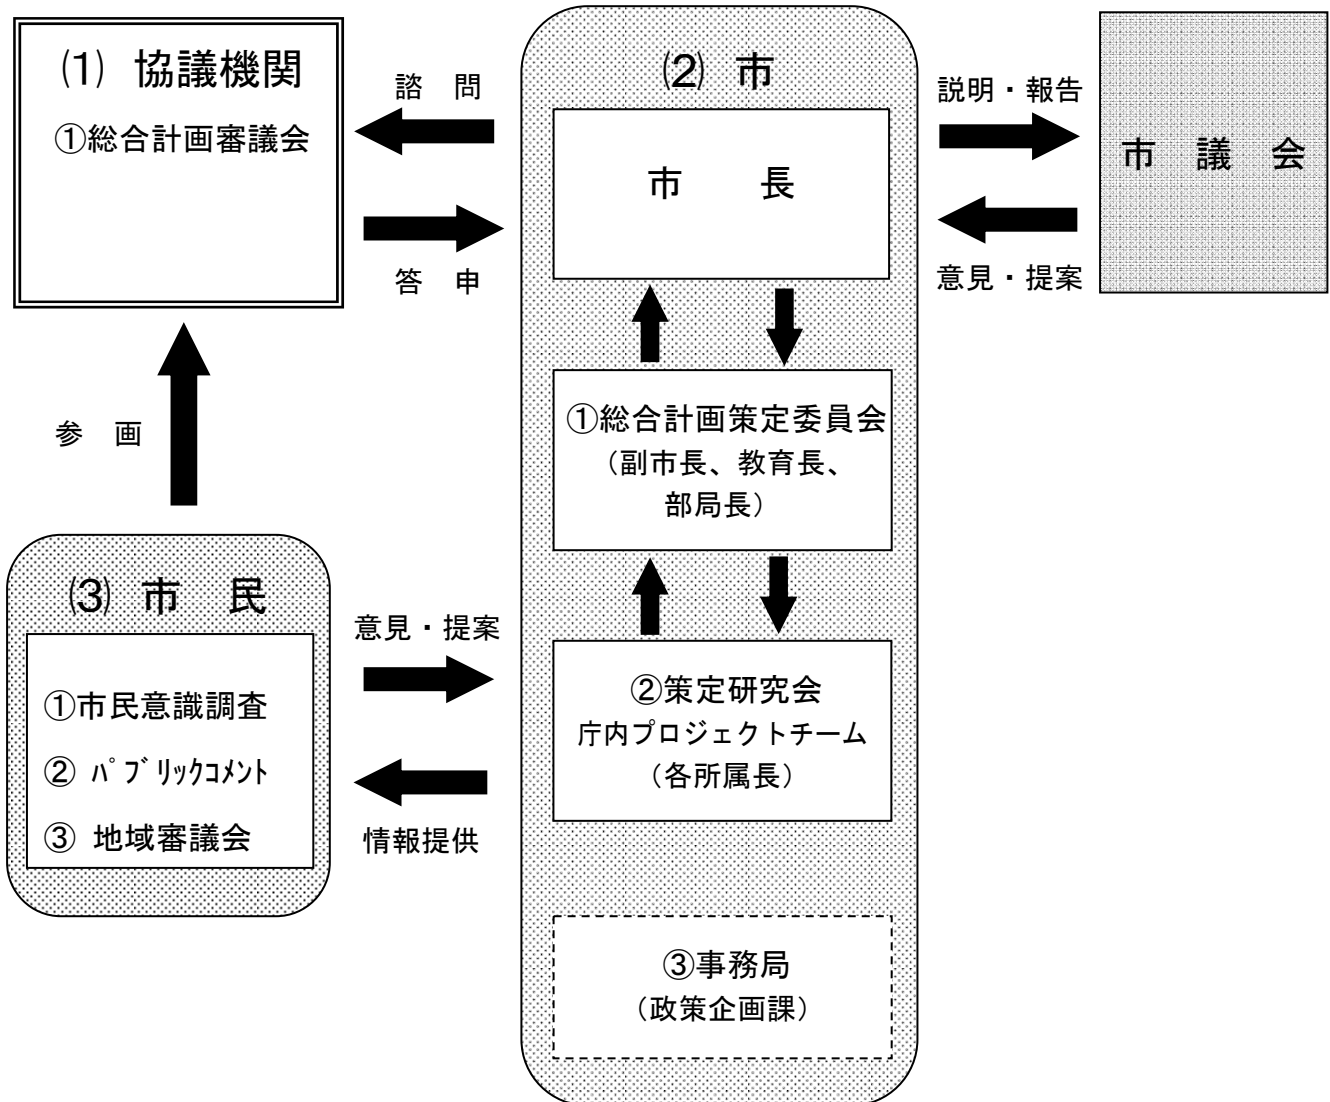 ⑴ 協議機関
①総合計画審議会
諮 問
答 申
参 画
⑵ 市
市 長
①総合計画策定委員会
（副市長、教育長、
部局長）
②策定研究会
庁内プロジェクトチーム
（各所属長）
③事務局
（政策企画課）
説明・報告
意見・提案
市 議 会
⑶ 市 民
①市民意識調査
② ﾊﾟﾌﾞﾘｯｸｺﾒﾝﾄ
③ 地域審議会
意見・提案
情報提供